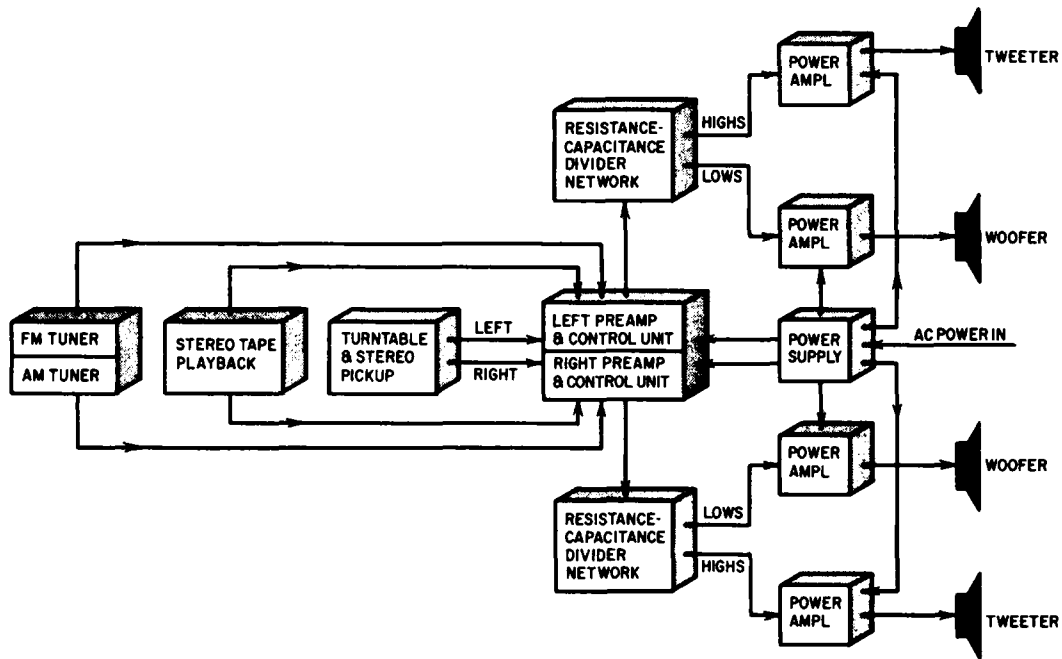 POWER
AMPL
TWEETER
RESISTANCE-
CAPACITANCE
DIVIDER
NETWORK
HIGHS
LOWS
POWER
AMPL
WOOFER
FM TUNER
AM TUNER
STEREO TAPE
PLAYBACK
TURNTABLE
& STEREO
PICKUP
LEFT
RIGHT
LEFT PREAMP
& CONTROL UNIT
RIGHT PREAMP
& CONTROL UNIT
POWER
SUPPLY
AC POWER IN
POWER
AMPL
WOOFER
RESISTANCE-
CAPACITANCE
DIVIDER
NETWORK
LOWS
HIGHS
POWER
AMPL
TWEETER